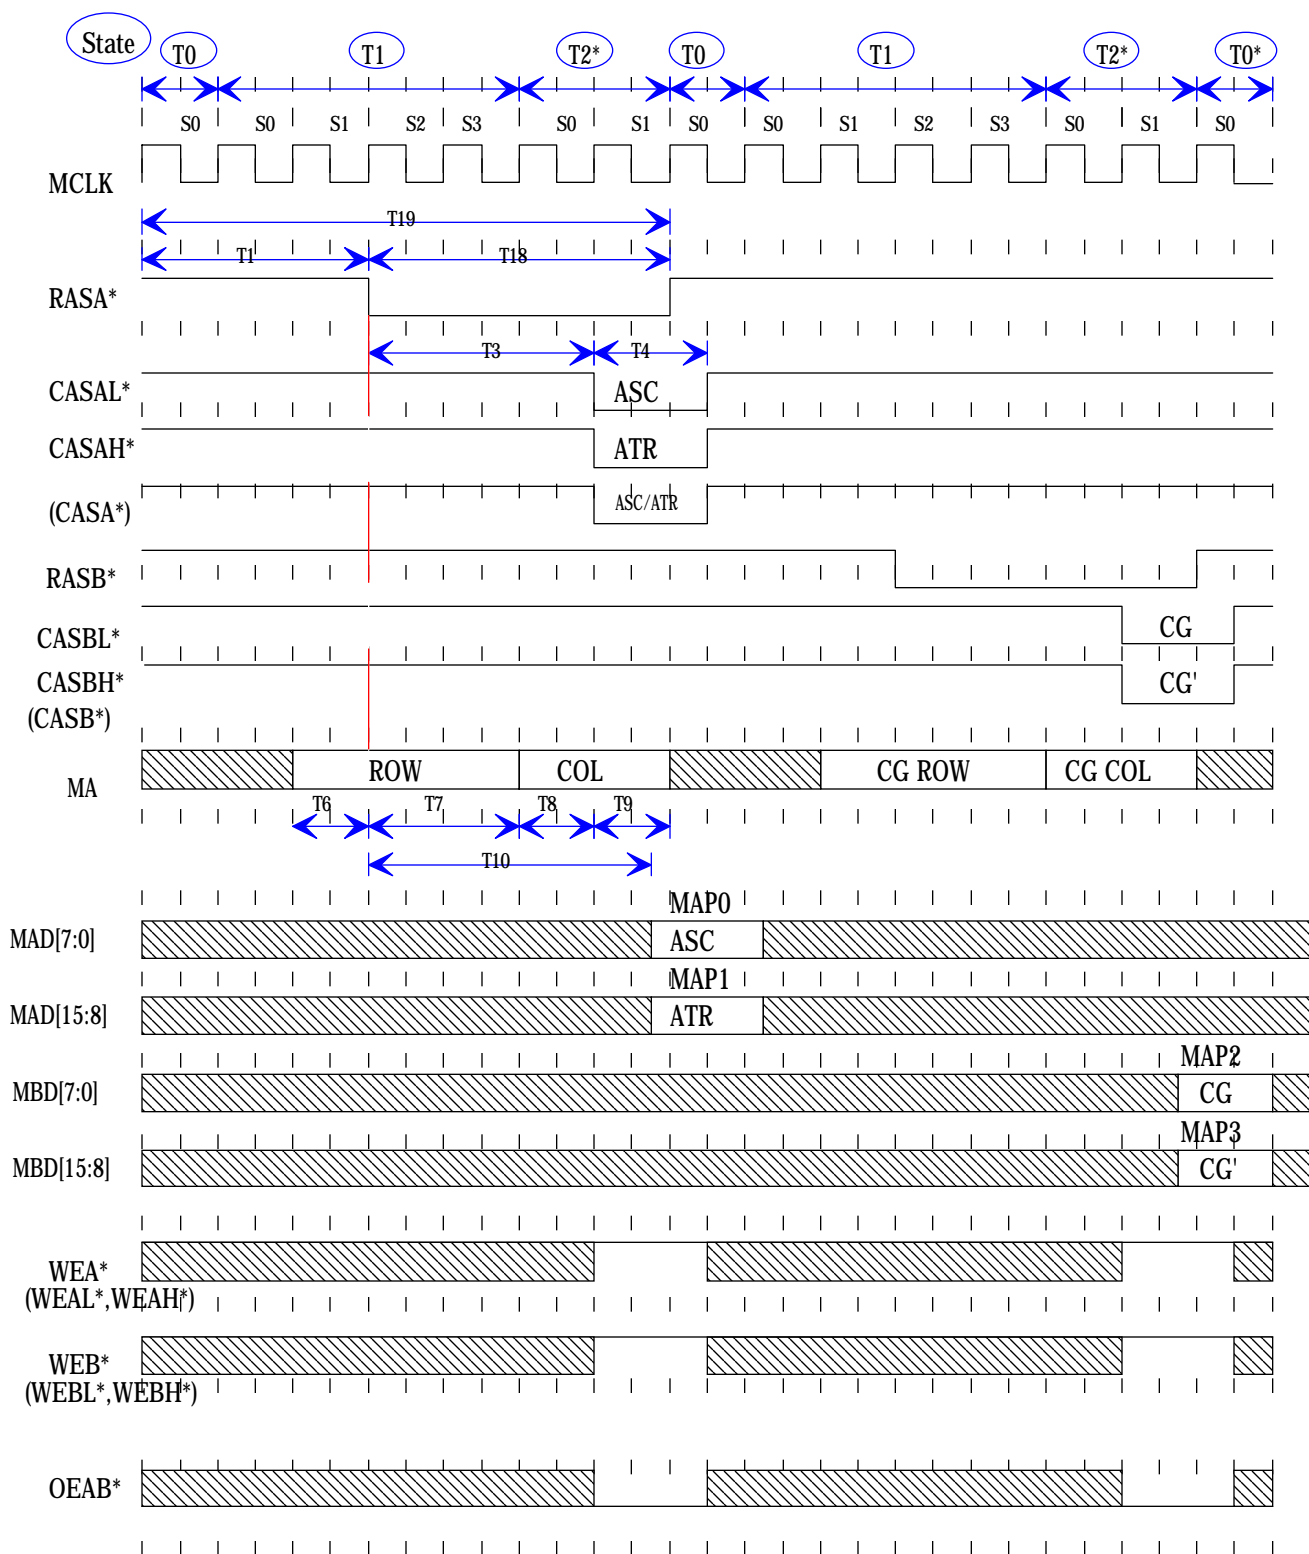 State T0 T1 T2* T0 T1 T2* T0*
S0 S0 S1 S2 S3 S0 S1 S0 S0 S1 S2 S3 S0 S1 S0
MCLK
T19
T1 T18
RASA*
T3 T4
CASAL* ASC
CASAH* ATR
(CASA*) ASC/ATR
RASB*
CASBL* CG
CASBH* CG'
(CASB*)
MA ROW COL CG ROW CG COL
T6 T7 T8 T9
T10
MAP0
MAD[7:0] ASC
MAP1
MAD[15:8] ATR
MAP2
MBD[7:0] CG
MAP3
MBD[15:8] CG'
WEA*
(WEAL*,WEAH*)
WEB*
(WEBL*,WEBH*)
OEAB*